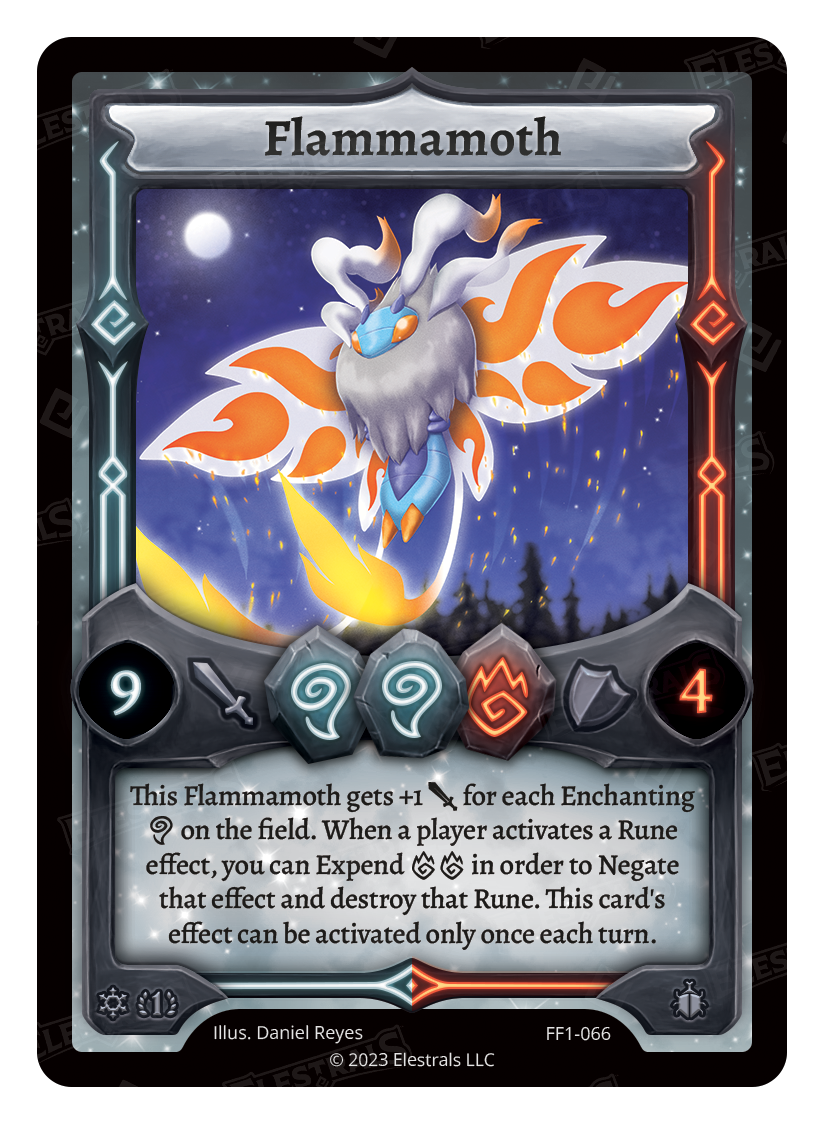 Flammamoth
9
4
This Flammamoth gets +1 for each Enchanting
on the field. When a player activates a Rune
effect, you can Expend in order to Negate
that effect and destroy that Rune. This card's
effect can be activated only once each turn.
1
Illus. Daniel Reyes
FF1-066
© 2023 Elestrals LLC